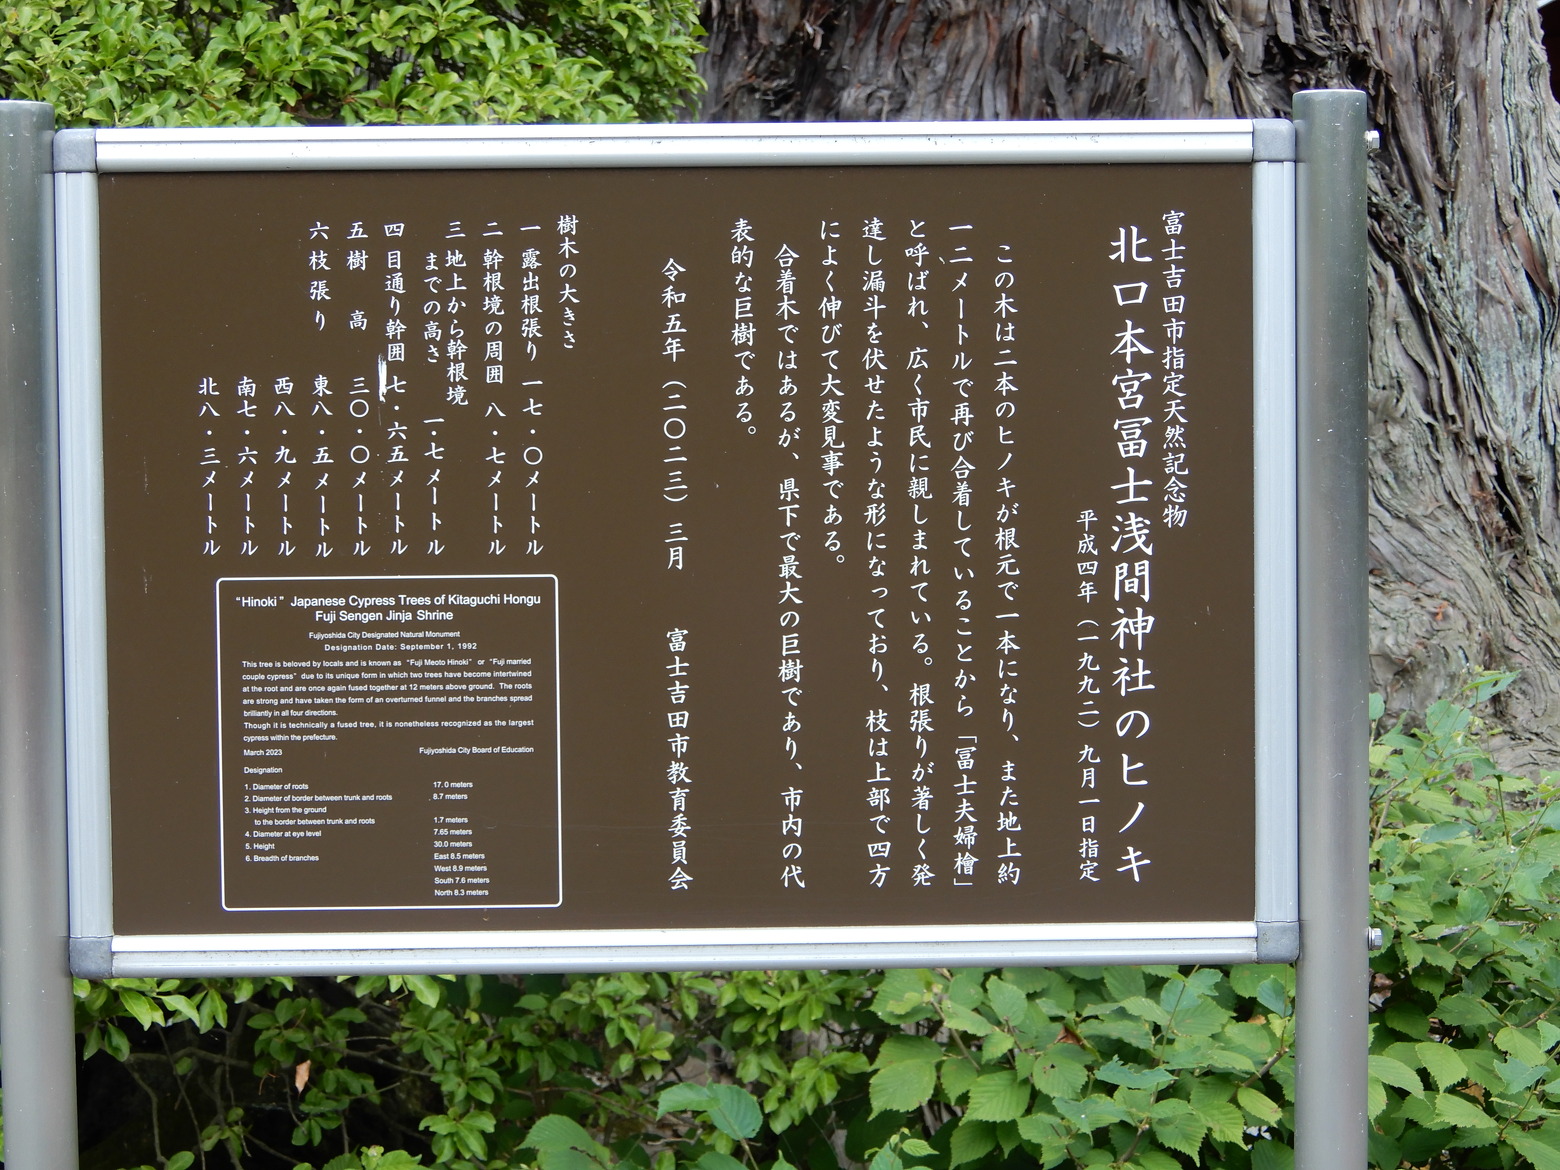 富士吉田市指定天然記念物
北口本宮冨士浅間神社のヒノキ
平成四年（一九九二）九月一日指定
この木は二本のヒノキが根元で一本になり、また地上約
一二メートルで再び合着していることから「冨士夫婦檜」
と呼ばれ、広く市民に親しまれている。根張りが著しく発
達し漏斗を伏せたような形になっており、枝は上部で四方
によく伸びて大変見事である。
合着木ではあるが、県下で最大の巨樹であり、市内の代
表的な巨樹である。
令和五年（二〇二三）三月　富士吉田市教育委員会
樹木の大きさ
一 露出根張り 一七・〇メートル
二 幹根境の周囲 八・七メートル
三 地上から幹根境
までの高さ 一・七メートル
四 目通り幹囲 七・六五メートル
五 樹　高 三〇・〇メートル
六 枝張り 東八・五メートル
西八・九メートル
南七・六メートル
北八・三メートル
"Hinoki" Japanese Cypress Trees of Kitaguchi Hongu
Fuji Sengen Jinja Shrine
Fujiyoshida City Designated Natural Monument
Designation Date: September 1, 1992
This tree is beloved by locals and is known as "Fuji Meoto Hinoki" or "Fuji married
couple cypress" due to its unique form in which two trees have become intertwined
at the root and are once again fused together at 12 meters above ground. The roots
are strong and have taken the form of an overturned funnel and the branches spread
brilliantly in all four directions.
Though it is technically a fused tree, it is nonetheless recognized as the largest
cypress within the prefecture.
March 2023 Fujiyoshida City Board of Education
Designation
1. Diameter of roots 17.0 meters
2. Diameter of border between trunk and roots 8.7 meters
3. Height from the ground
to the border between trunk and roots 1.7 meters
4. Diameter at eye level 7.65 meters
5. Height 30.0 meters
6. Breadth of branches East 8.5 meters
West 8.9 meters
South 7.6 meters
North 8.3 meters